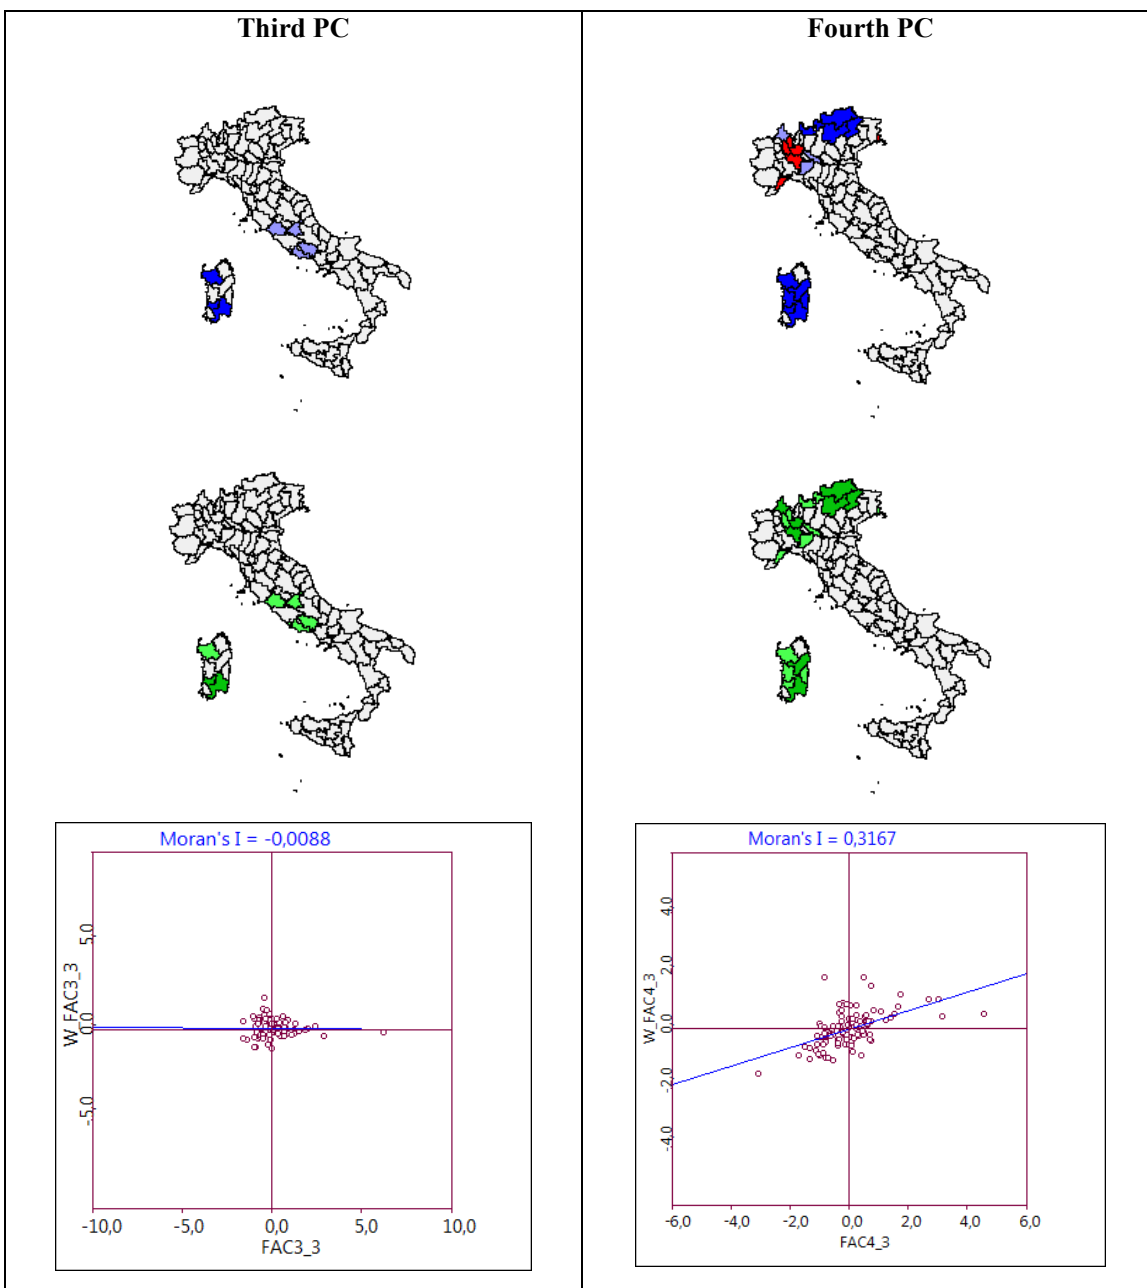 Third PC
Fourth PC
Moran's I = -0,0088
W_FAC3_3
5,0
0,0
-5,0
-10,0 -5,0 0,0 5,0 10,0
FAC3_3
Moran's I = 0,3167
W_FAC4_3
4,0
2,0
0,0
-2,0
-4,0
-6,0 -4,0 -2,0 0,0 2,0 4,0 6,0
FAC4_3